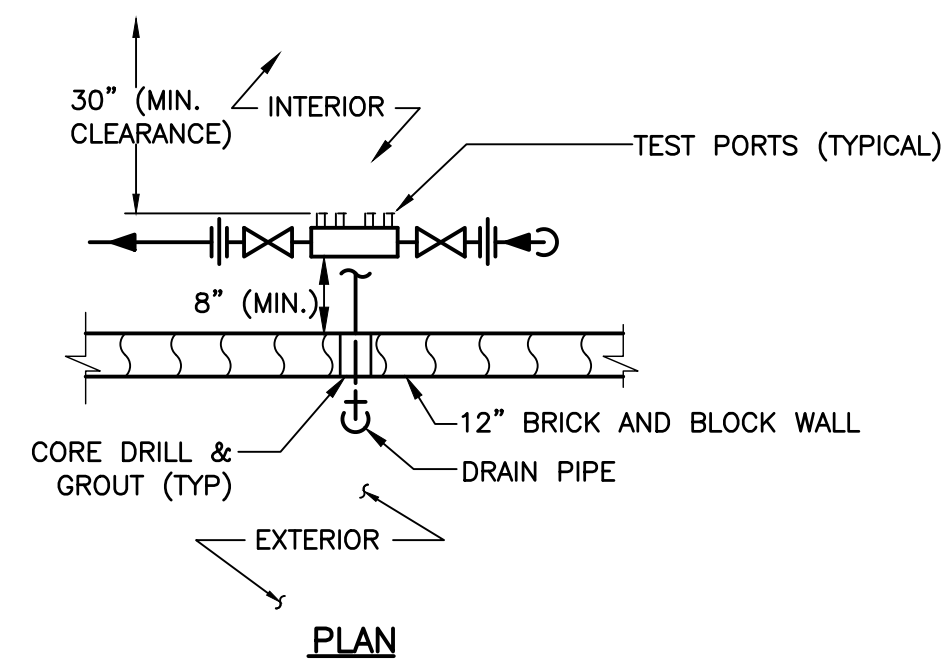 30” (MIN.
CLEARANCE)
INTERIOR
TEST PORTS (TYPICAL)
8” (MIN.)
12” BRICK AND BLOCK WALL
CORE DRILL &
GROUT (TYP)
DRAIN PIPE
EXTERIOR
PLAN